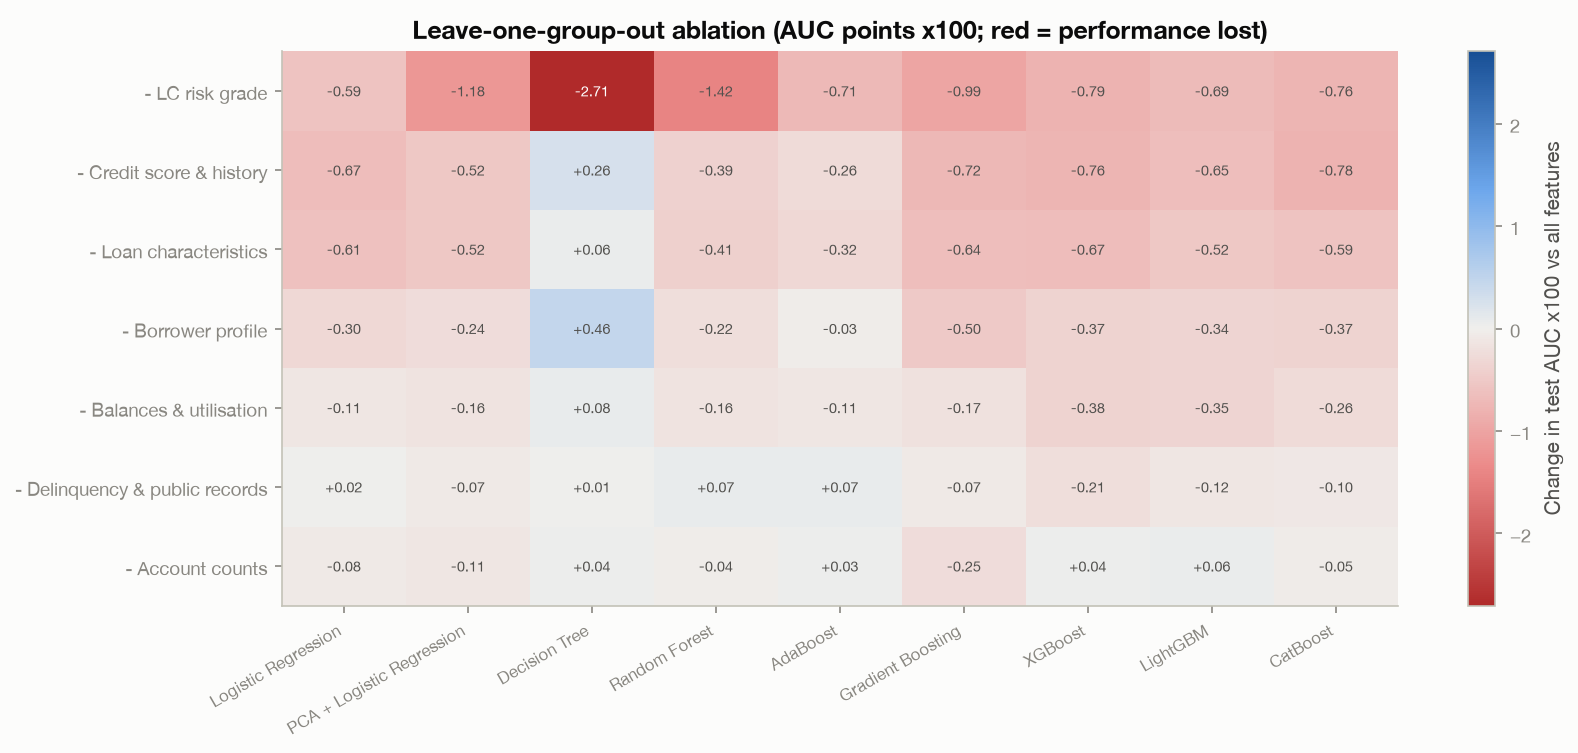 Leave-one-group-out ablation (AUC points x100; red = performance lost)
- LC risk grade -0.59 -1.18 -2.71 -1.42 -0.71 -0.99 -0.79 -0.69 -0.76
- Credit score & history -0.67 -0.52 +0.26 -0.39 -0.26 -0.72 -0.76 -0.65 -0.78
- Loan characteristics -0.61 -0.52 +0.06 -0.41 -0.32 -0.64 -0.67 -0.52 -0.59
- Borrower profile -0.30 -0.24 +0.46 -0.22 -0.03 -0.50 -0.37 -0.34 -0.37
- Balances & utilisation -0.11 -0.16 +0.08 -0.16 -0.11 -0.17 -0.38 -0.35 -0.26
- Delinquency & public records +0.02 -0.07 +0.01 +0.07 +0.07 -0.07 -0.21 -0.12 -0.10
- Account counts -0.08 -0.11 +0.04 -0.04 +0.03 -0.25 +0.04 +0.06 -0.05
Logistic Regression
PCA + Logistic Regression
Decision Tree
Random Forest
AdaBoost
Gradient Boosting
XGBoost
LightGBM
CatBoost
2
1
0
−1
−2
Change in test AUC x100 vs all features